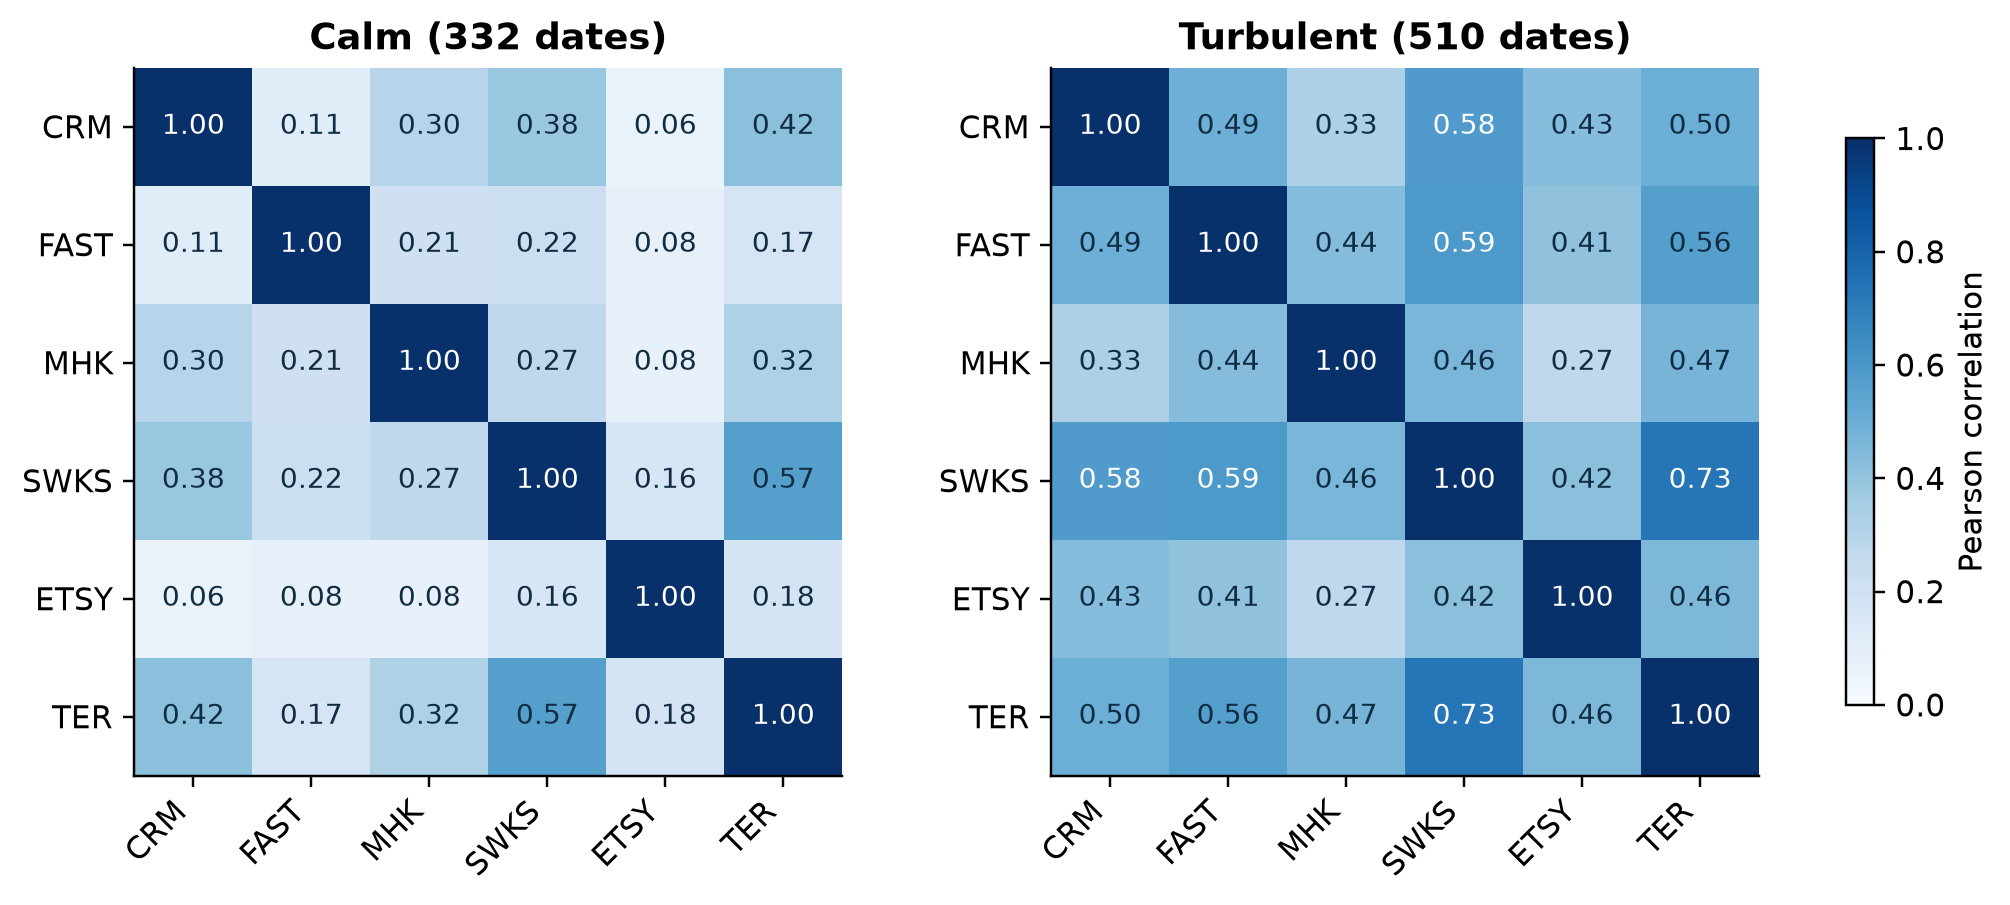 Calm (332 dates)
CRM 1.00 0.11 0.30 0.38 0.06 0.42
FAST 0.11 1.00 0.21 0.22 0.08 0.17
MHK 0.30 0.21 1.00 0.27 0.08 0.32
SWKS 0.38 0.22 0.27 1.00 0.16 0.57
ETSY 0.06 0.08 0.08 0.16 1.00 0.18
TER 0.42 0.17 0.32 0.57 0.18 1.00
CRM FAST MHK SWKS ETSY TER
Turbulent (510 dates)
CRM 1.00 0.49 0.33 0.58 0.43 0.50
FAST 0.49 1.00 0.44 0.59 0.41 0.56
MHK 0.33 0.44 1.00 0.46 0.27 0.47
SWKS 0.58 0.59 0.46 1.00 0.42 0.73
ETSY 0.43 0.41 0.27 0.42 1.00 0.46
TER 0.50 0.56 0.47 0.73 0.46 1.00
CRM FAST MHK SWKS ETSY TER
1.0
0.8
0.6
0.4
0.2
0.0
Pearson correlation